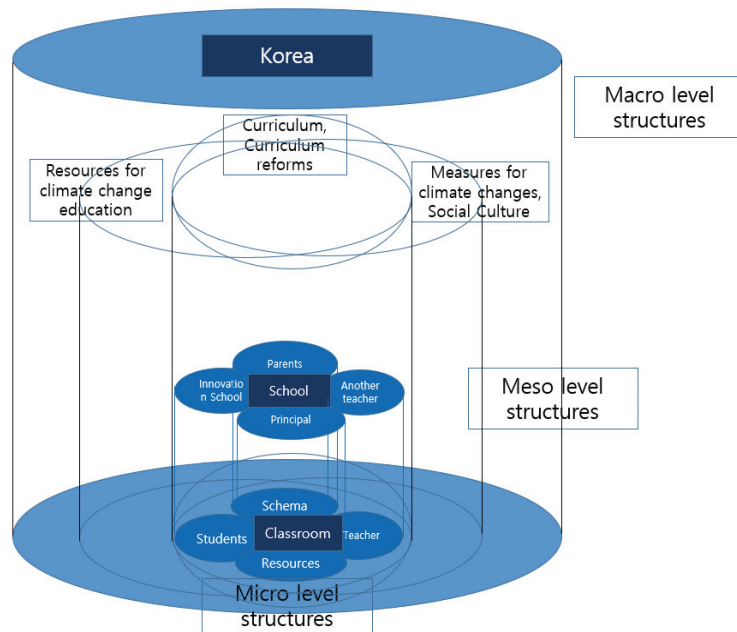 Korea
Macro level
structures
Curriculum,
Curriculum
reforms
Resources for
climate change
education
Measures for
climate changes,
Social Culture
Parents
Innovatio
n School
School
Another
teacher
Principal
Meso level
structures
Schema
Students
Classroom
Teacher
Resources
Micro level
structures